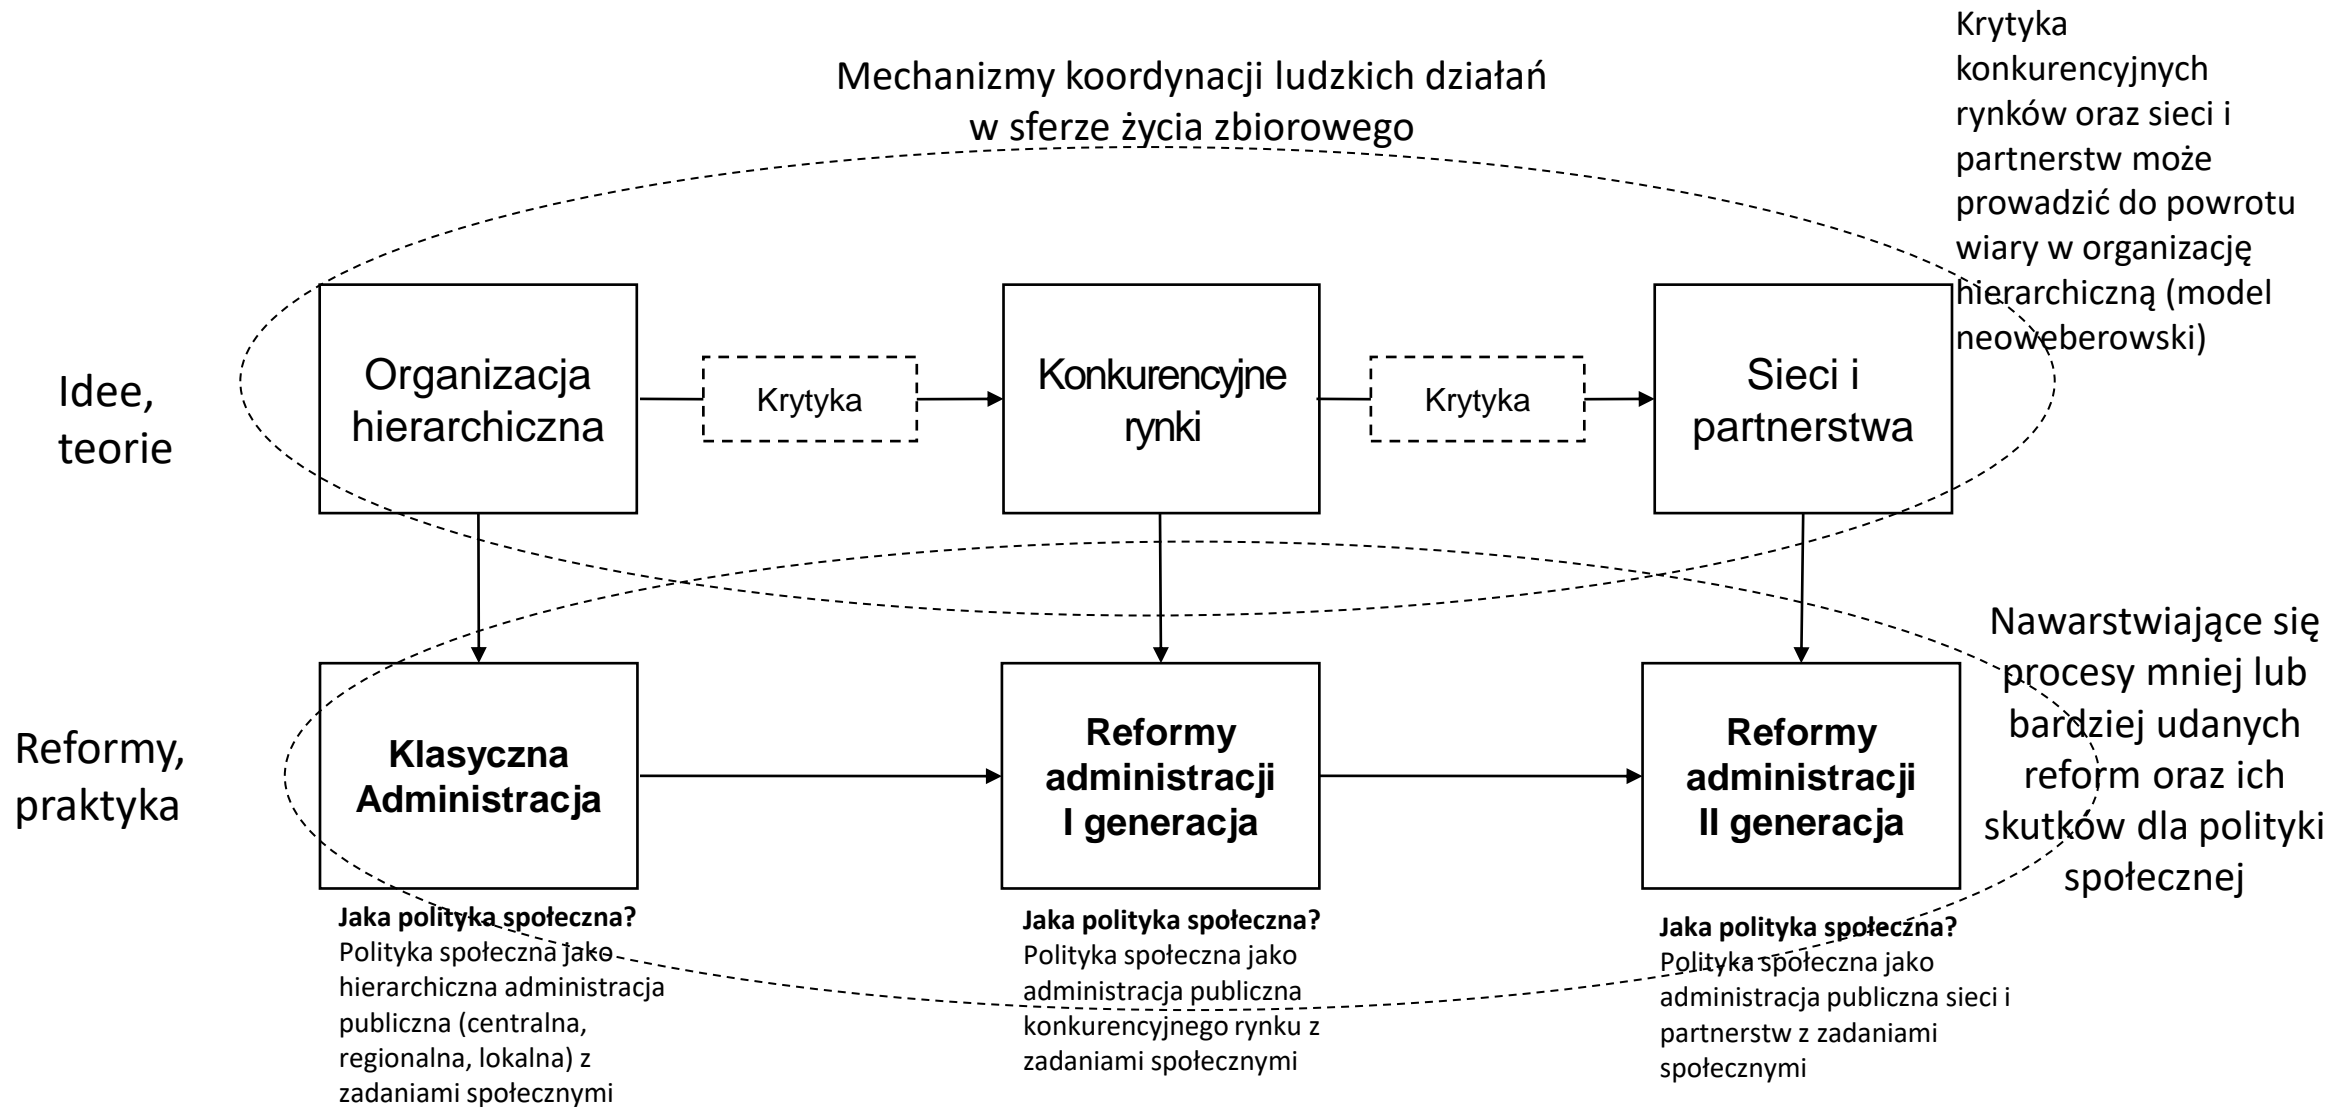 Mechanizmy koordynacji ludzkich działań
w sferze życia zbiorowego
Krytyka
konkurencyjnych
rynków oraz sieci i
partnerstw może
prowadzić do powrotu
wiary w organizację
hierarchiczną (model
neoweberowski)
Idee,
teorie
Organizacja
hierarchiczna
Krytyka
Konkurencyjne
rynki
Krytyka
Sieci i
partnerstwa
Reformy,
praktyka
Klasyczna
Administracja
Reformy
administracji
I generacja
Reformy
administracji
II generacja
Nawarstwiające się
procesy mniej lub
bardziej udanych
reform oraz ich
skutków dla polityki
społecznej
Jaka polityka społeczna?
Polityka społeczna jako
hierarchiczna administracja
publiczna (centralna,
regionalna, lokalna) z
zadaniami społecznymi
Jaka polityka społeczna?
Polityka społeczna jako
administracja publiczna
konkurencyjnego rynku z
zadaniami społecznymi
Jaka polityka społeczna?
Polityka społeczna jako
administracja publiczna sieci i
partnerstw z zadaniami
społecznymi